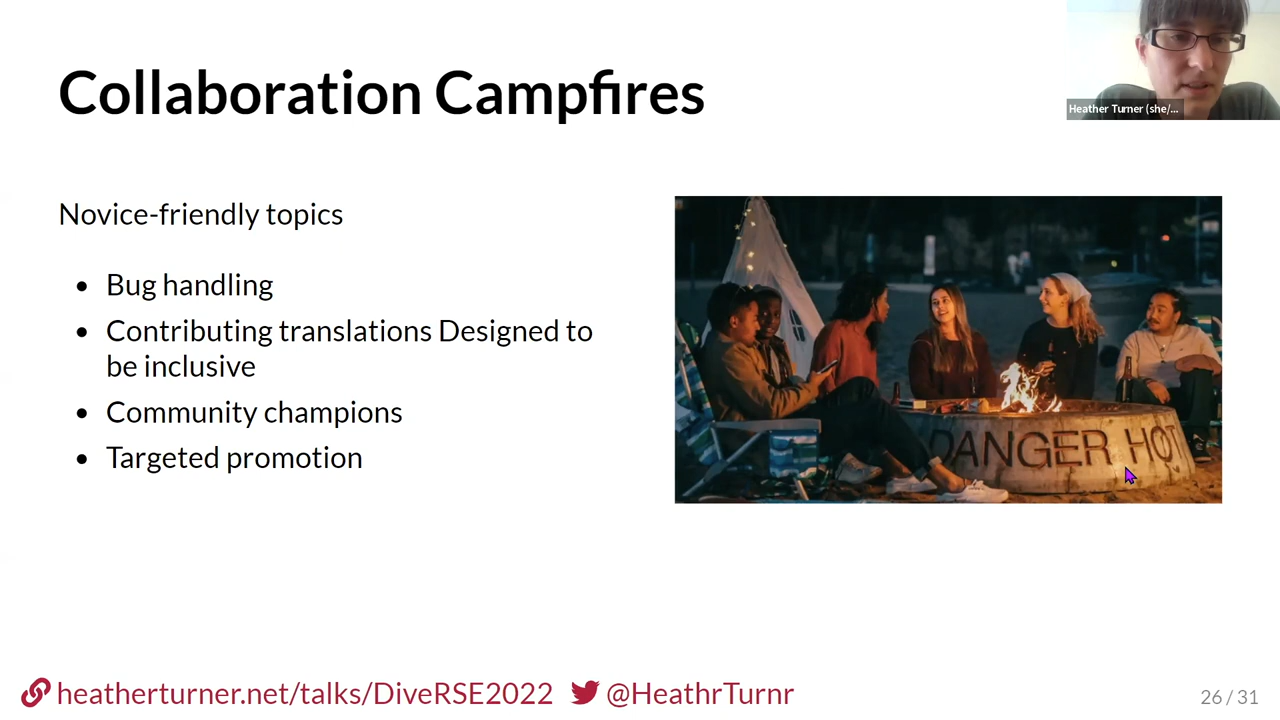 Collaboration Campfires
Heather Turner (she/...
Novice-friendly topics
Bug handling
Contributing translations Designed to
be inclusive
Community champions
Targeted promotion
DANGER HOT
heatherturner.net/talks/DiveRSE2022 @HeathrTurnr
26 / 31